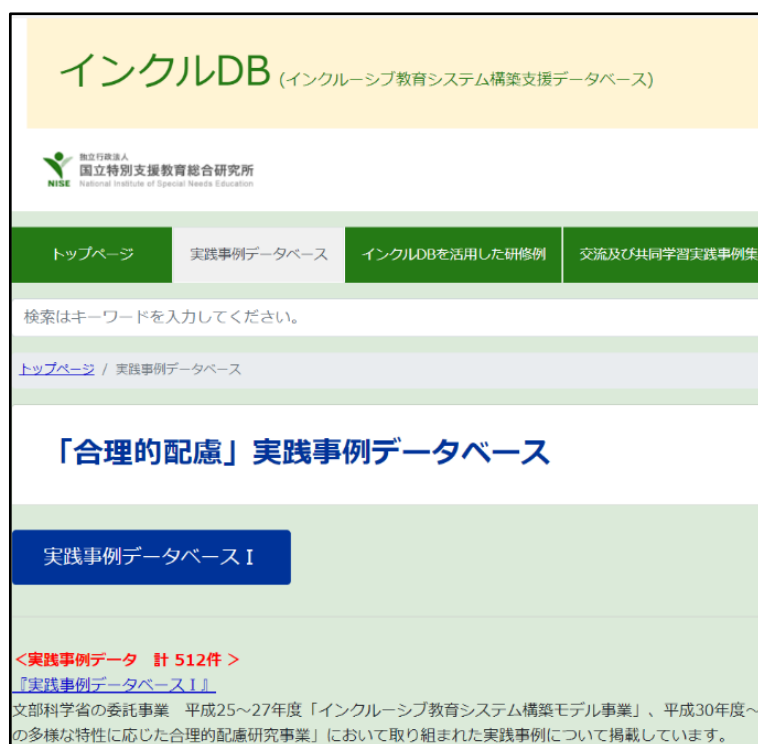 インクルDB (インクルーシブ教育システム構築支援データベース)
独立行政法人
国立特別支援教育総合研究所
NISE National Institute of Special Needs Education
トップページ 実践事例データベース インクルDBを活用した研修例 交流及び共同学習実践事例集
検索はキーワードを入力してください。
トップページ / 実践事例データベース
「合理的配慮」実践事例データベース
実践事例データベースⅠ
＜実践事例データ 計 512件 ＞
『実践事例データベースⅠ』
文部科学省の委託事業 平成25～27年度「インクルーシブ教育システム構築モデル事業」、平成30年度～
の多様な特性に応じた合理的配慮研究事業」において取り組まれた実践事例について掲載しています。